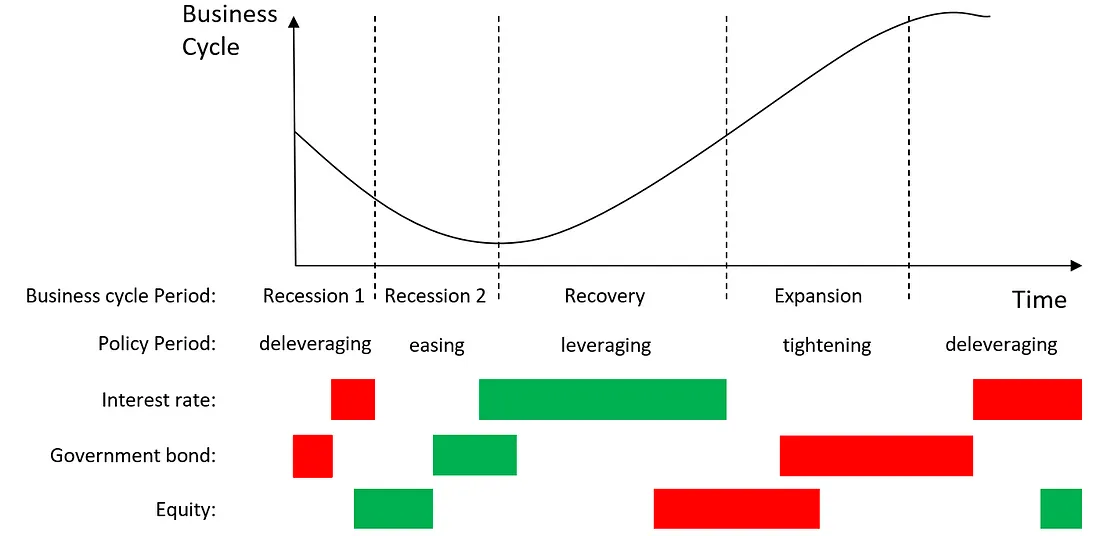 Business
Cycle
Business cycle Period: Recession 1 Recession 2 Recovery Expansion Time
Policy Period: deleveraging easing leveraging tightening deleveraging
Interest rate:
Government bond:
Equity: